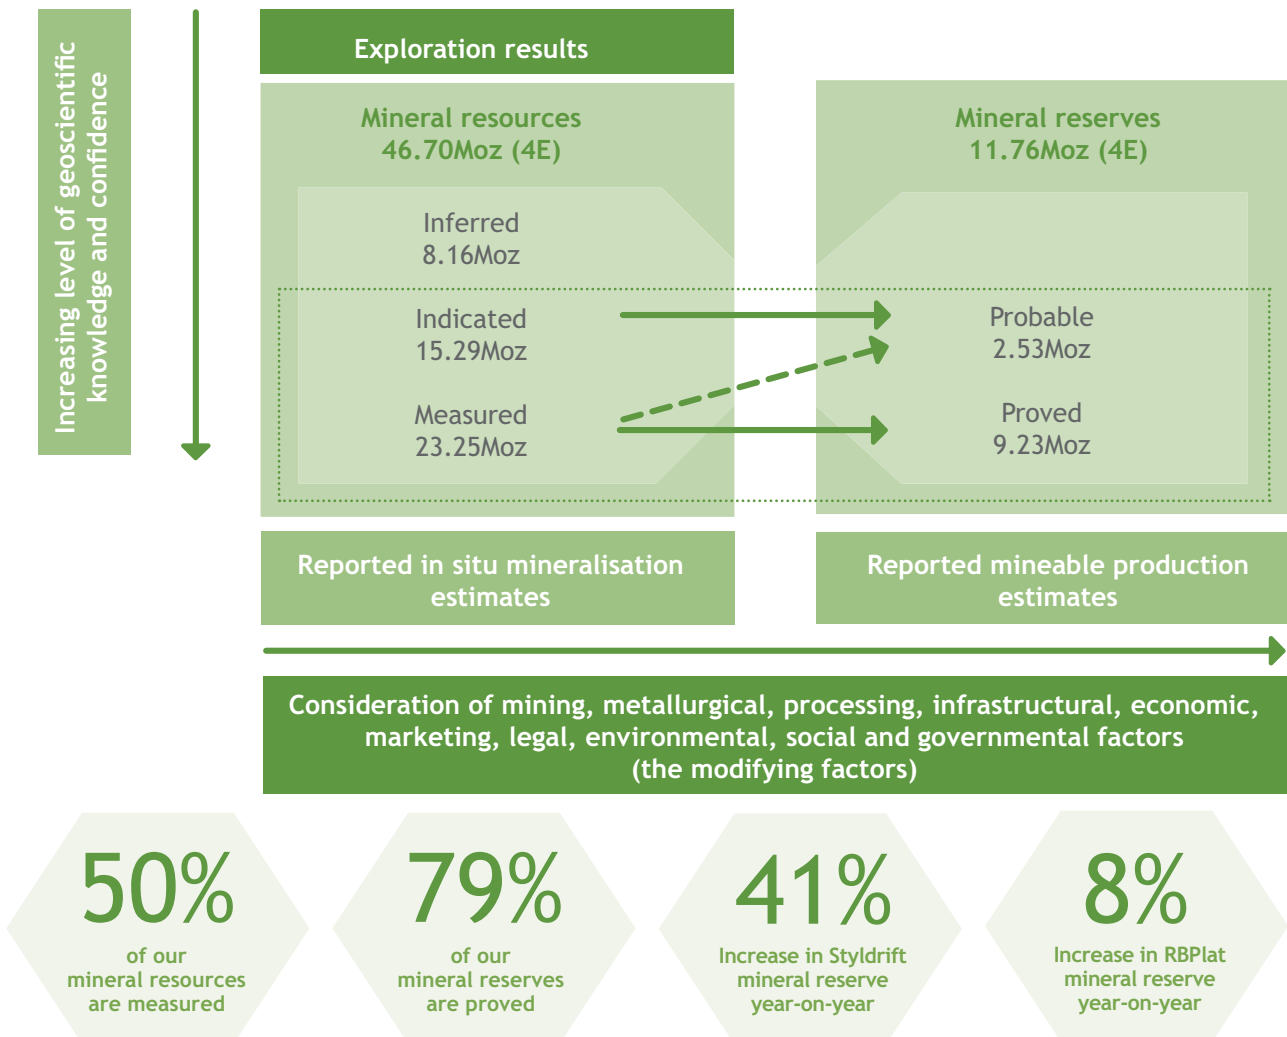 Increasing level of geoscientific
knowledge and confidence
Exploration results
Mineral resources
46.70Moz (4E)
Inferred
8.16Moz
Indicated
15.29Moz
Measured
23.25Moz
Mineral reserves
11.76Moz (4E)
Probable
2.53Moz
Proved
9.23Moz
Reported in situ mineralisation
estimates
Reported mineable production
estimates
Consideration of mining, metallurgical, processing, infrastructural, economic,
marketing, legal, environmental, social and governmental factors
(the modifying factors)
50%
of our
mineral resources
are measured
79%
of our
mineral reserves
are proved
41%
Increase in Styldrift
mineral reserve
year-on-year
8%
Increase in RBPlat
mineral reserve
year-on-year